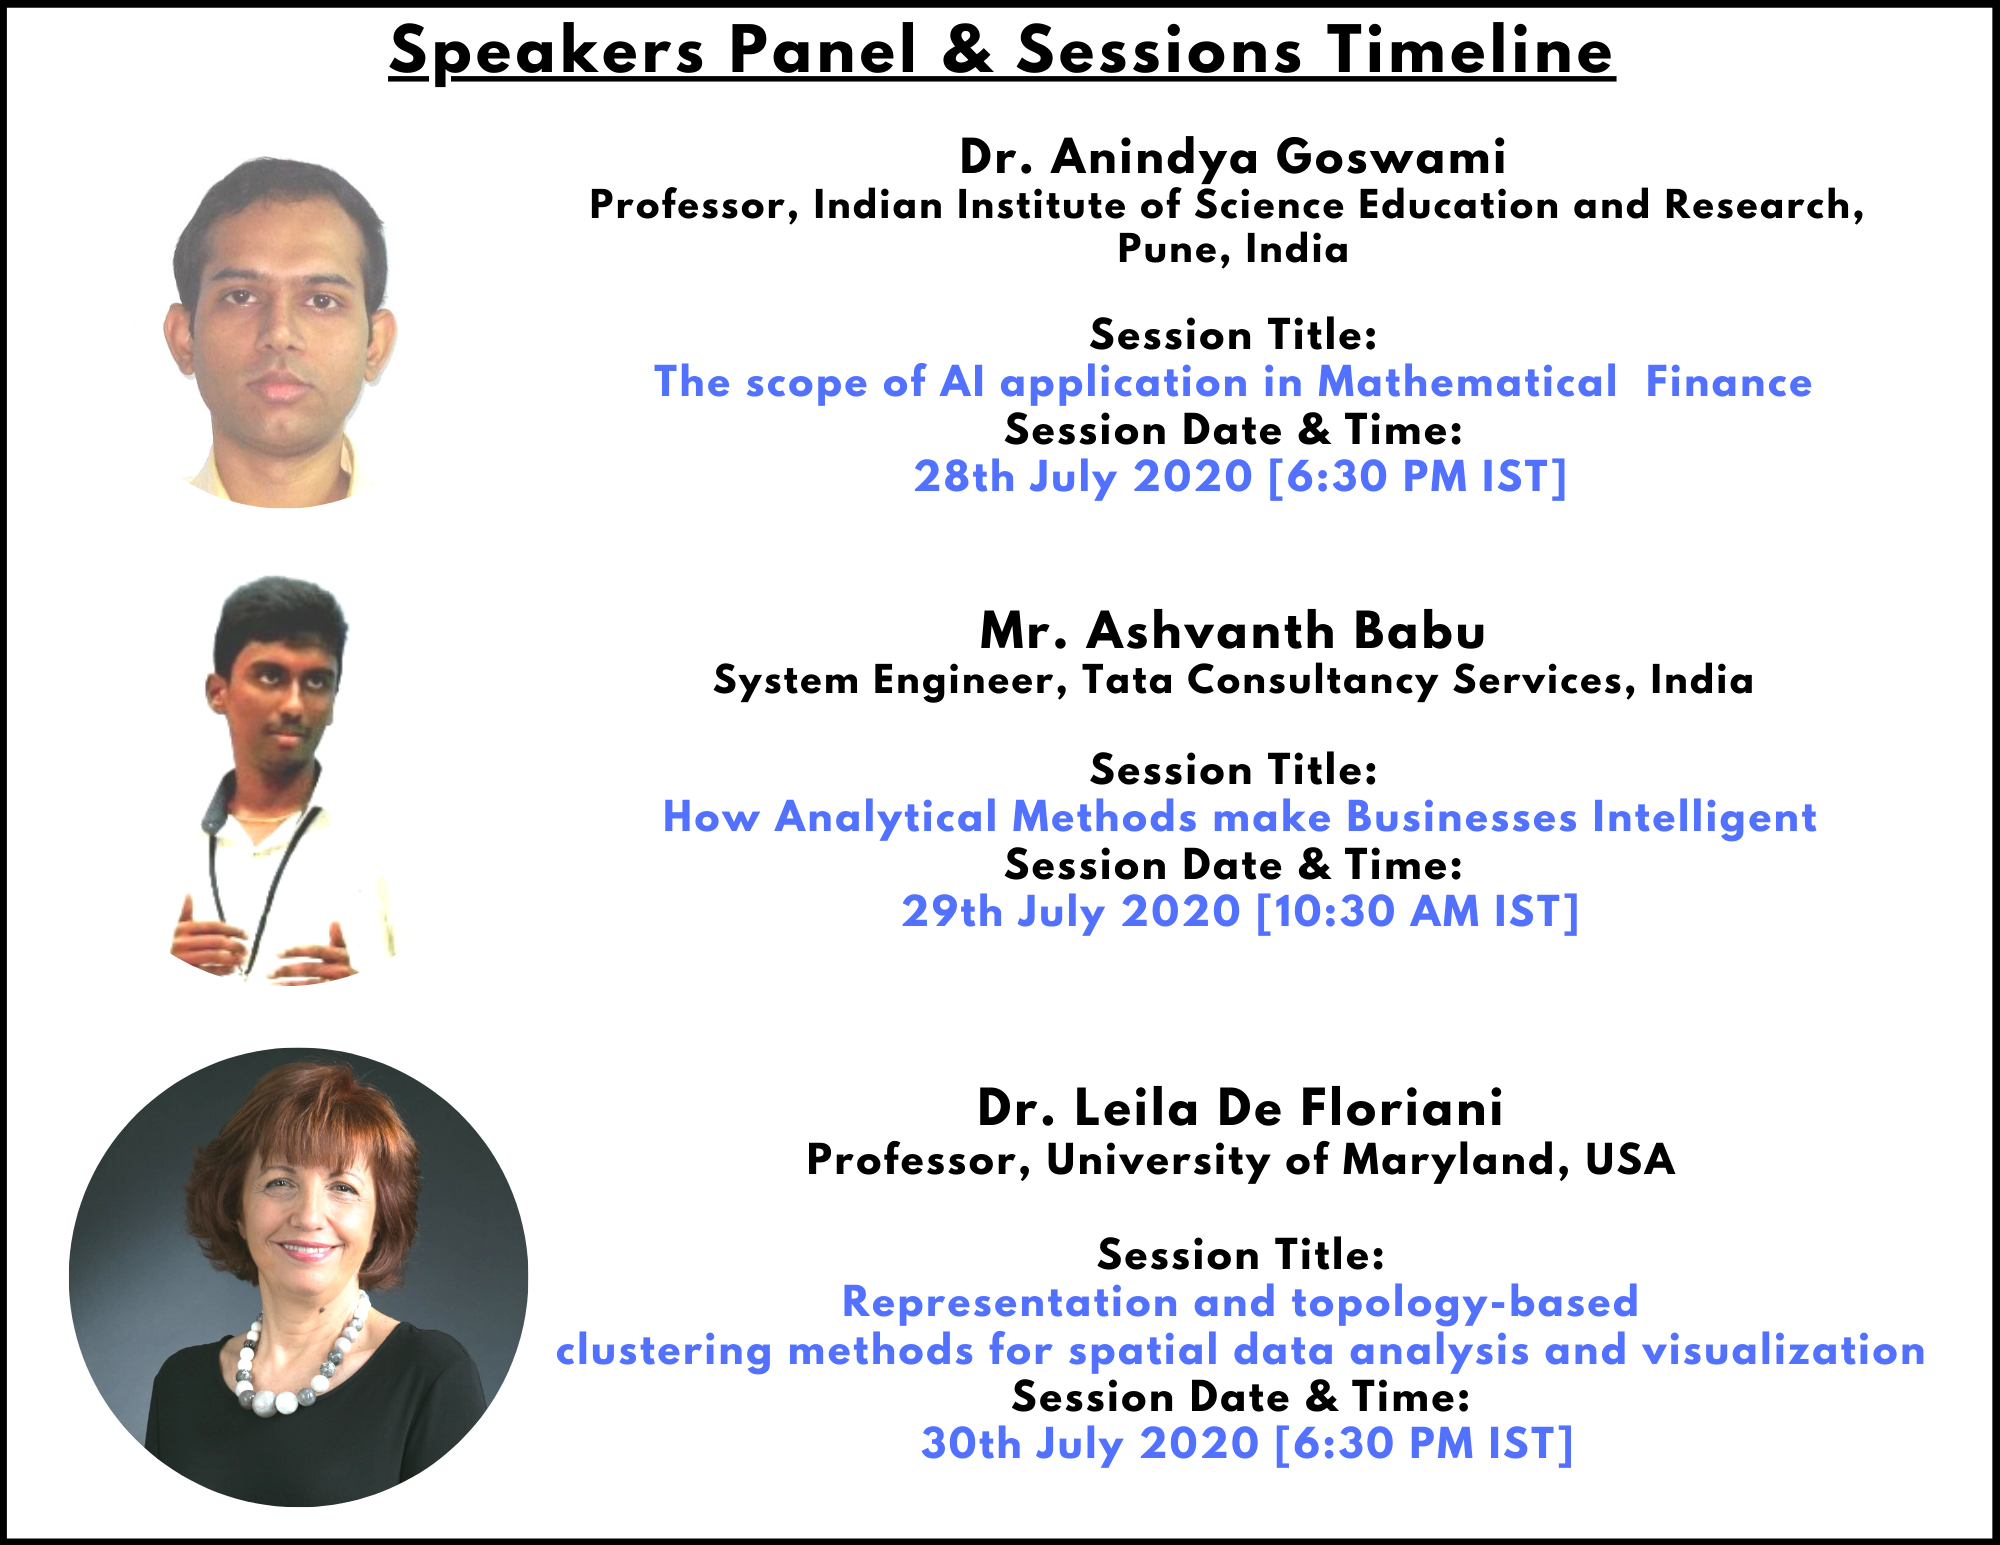 Speakers Panel & Sessions Timeline
Dr. Anindya Goswami
Professor, Indian Institute of Science Education and Research,
Pune, India
Session Title:
The scope of AI application in Mathematical  Finance
Session Date & Time:
28th July 2020 [6:30 PM IST]
Mr. Ashvanth Babu
System Engineer, Tata Consultancy Services, India
Session Title:
How Analytical Methods make Businesses Intelligent
Session Date & Time:
29th July 2020 [10:30 AM IST]
Dr. Leila De Floriani
Professor, University of Maryland, USA
Session Title:
Representation and topology-based
clustering methods for spatial data analysis and visualization
Session Date & Time:
30th July 2020 [6:30 PM IST]